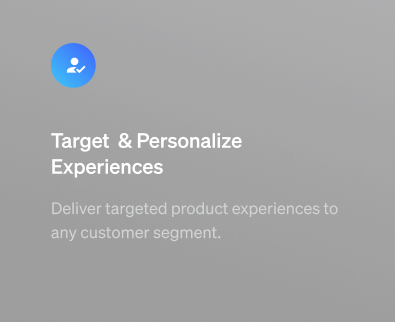 Target  & Personalize
Experiences
Deliver targeted product experiences to
any customer segment.